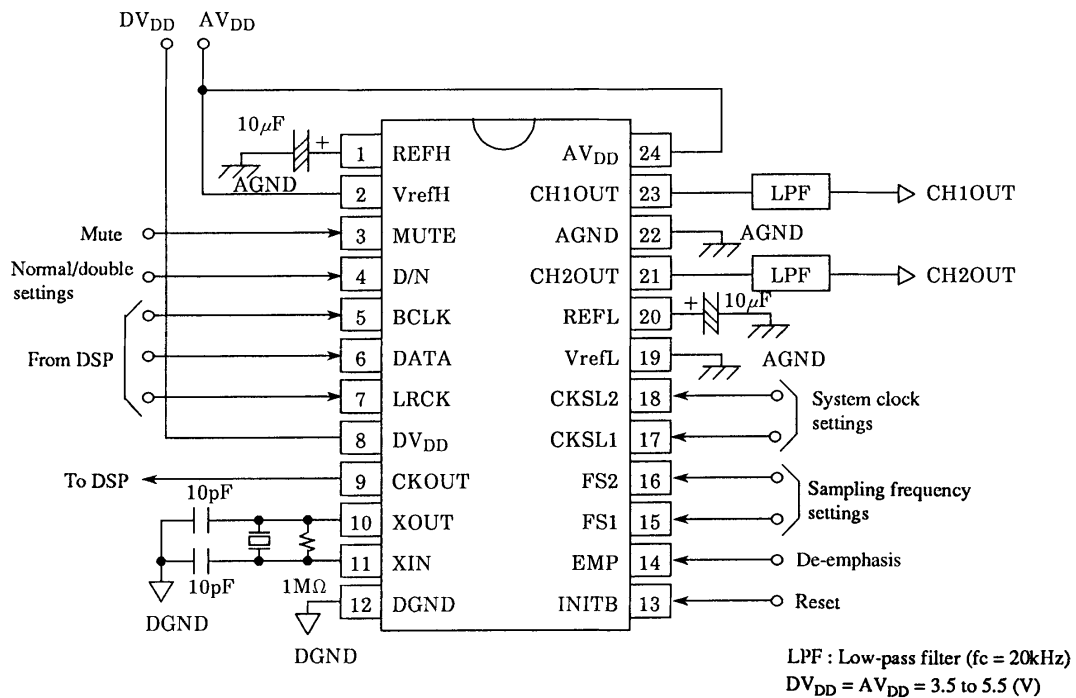 DVDD AVDD
10μF +
AGND
1 REFH
2 VrefH
Mute
3 MUTE
Normal/double
settings
4 D/N
From DSP
5 BCLK
6 DATA
7 LRCK
8 DVDD
To DSP
9 CKOUT
10pF
10 XOUT
11 XIN
10pF
1MΩ
DGND
12 DGND
DGND
AVDD 24
CH1OUT 23
LPF
CH1OUT
AGND 22
AGND
CH2OUT 21
LPF
CH2OUT
REFL 20
+ 10μF
VrefL 19
AGND
CKSL2 18
CKSL1 17
System clock
settings
FS2 16
FS1 15
Sampling frequency
settings
EMP 14
De-emphasis
INITB 13
Reset
LPF : Low-pass filter (fc = 20kHz)
DVDD = AVDD = 3.5 to 5.5 (V)